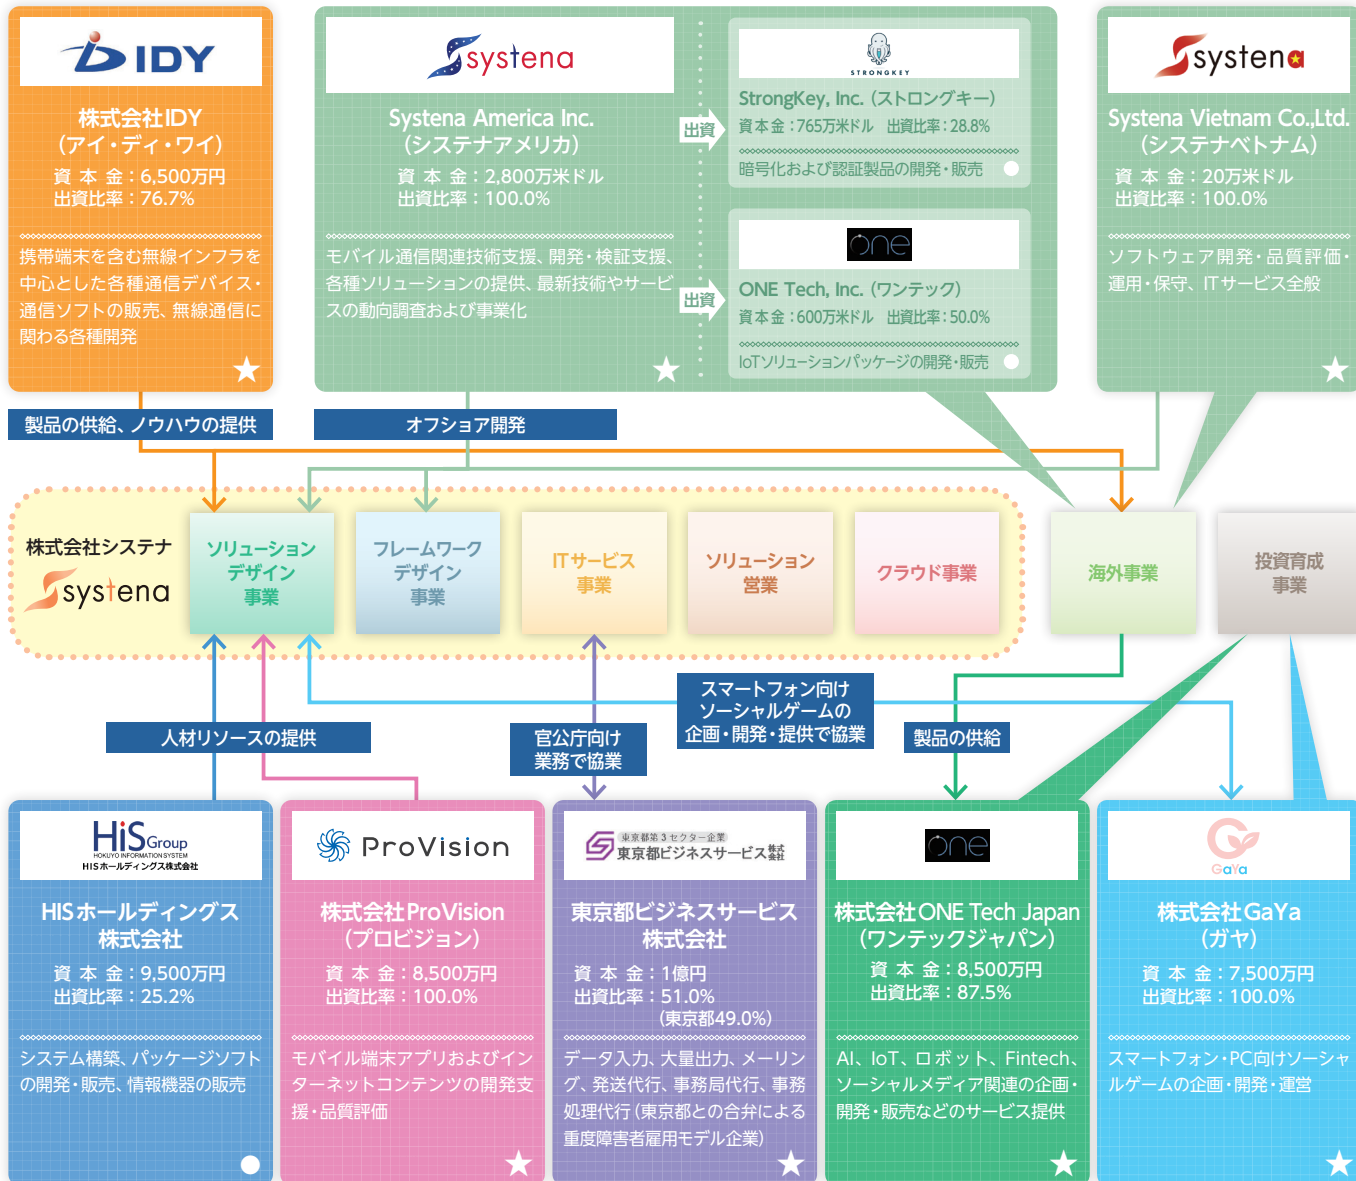 IDY
株式会社IDY
(アイ・ディ・ワイ)
資本金：6,500万円
出資比率：76.7%
携帯端末を含む無線インフラを
中心とした各種通信デバイス・
通信ソフトの販売、無線通信に
関わる各種開発
systena
Systena America Inc.
(システナアメリカ)
資本金：2,800万米ドル
出資比率：100.0%
モバイル通信関連技術支援、開発・検証支援、
各種ソリューションの提供、最新技術やサービ
スの動向調査および事業化
出資
STRONGKEY
StrongKey, Inc. (ストロングキー)
資本金：765万米ドル 出資比率：28.8%
暗号化および認証製品の開発・販売
出資
one
ONE Tech, Inc. (ワンテック)
資本金：600万米ドル 出資比率：50.0%
IoTソリューションパッケージの開発・販売
systena
Systena Vietnam Co.,Ltd.
(システナベトナム)
資本金：20万米ドル
出資比率：100.0%
ソフトウェア開発・品質評価・
運用・保守、ITサービス全般
製品の供給、ノウハウの提供
オフショア開発
株式会社システナ
systena
ソリューション
デザイン
事業
フレームワーク
デザイン
事業
ITサービス
事業
ソリューション
営業
クラウド事業
海外事業
投資育成
事業
人材リソースの提供
官公庁向け
業務で協業
スマートフォン向け
ソーシャルゲームの
企画・開発・提供で協業
製品の供給
HiS Group
HOKUYO INFORMATION SYSTEM
HISホールディングス株式会社
HISホールディングス
株式会社
資本金：9,500万円
出資比率：25.2%
システム構築、パッケージソフト
の開発・販売、情報機器の販売
ProVision
株式会社ProVision
(プロビジョン)
資本金：8,500万円
出資比率：100.0%
モバイル端末アプリおよびイン
ターネットコンテンツの開発支
援・品質評価
東京都第3セクター企業
東京都ビジネスサービス株式会社
東京都ビジネスサービス
株式会社
資本金：1億円
出資比率：51.0%
(東京都49.0%)
データ入力、大量出力、メーリン
グ、発送代行、事務局代行、事務
処理代行(東京都との合弁による
重度障害者雇用モデル企業)
one
株式会社ONE Tech Japan
(ワンテックジャパン)
資本金：8,500万円
出資比率：87.5%
AI、IoT、ロボット、Fintech、
ソーシャルメディア関連の企画・
開発・販売などのサービス提供
GaYa
株式会社GaYa
(ガヤ)
資本金：7,500万円
出資比率：100.0%
スマートフォン・PC向けソーシャ
ルゲームの企画・開発・運営